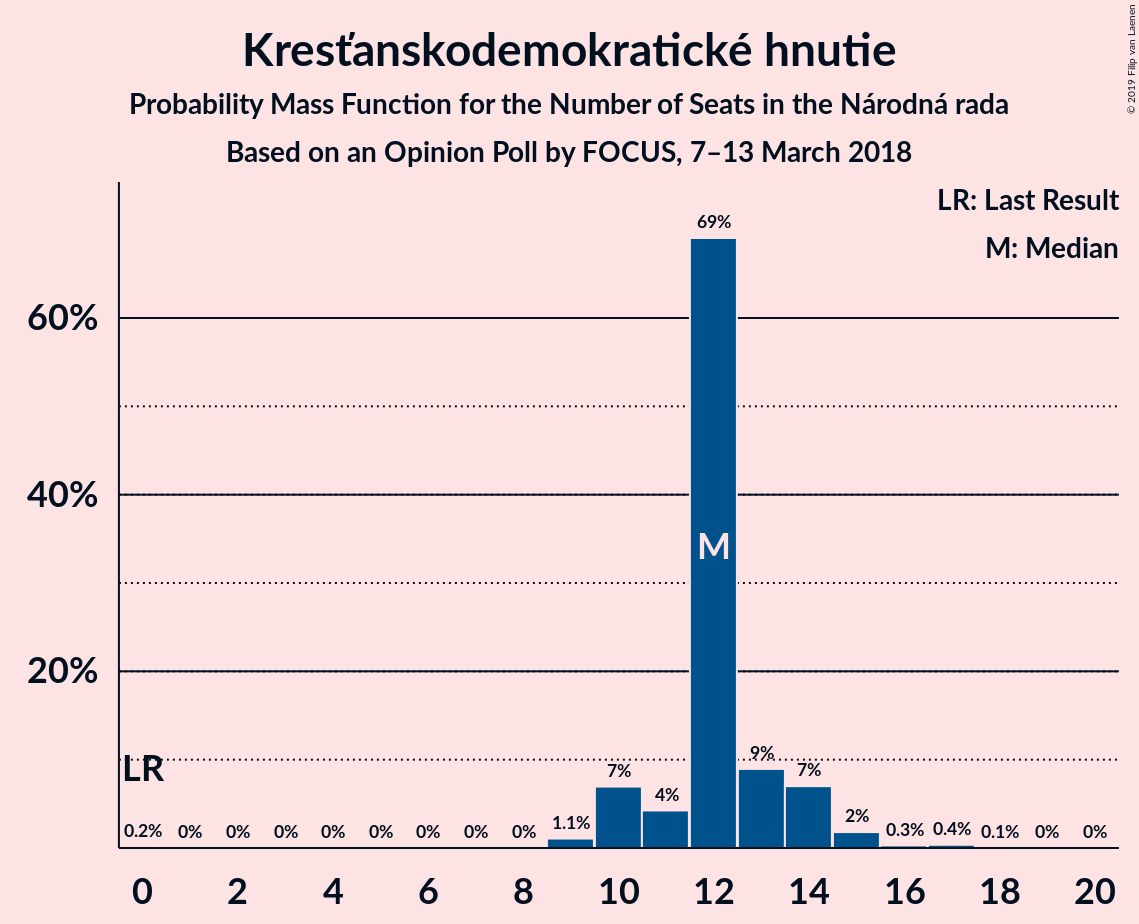 Kresťanskodemokratické hnutie
Probability Mass Function for the Number of Seats in the Národná rada
Based on an Opinion Poll by FOCUS, 7–13 March 2018
© 2019 Filip van Laenen
LR: Last Result
M: Median
60%
40%
20%
LR
M
0.2% 0% 0% 0% 0% 0% 0% 0% 0% 1.1% 7% 4% 69% 9% 7% 2% 0.3% 0.4% 0.1% 0% 0%
0 2 4 6 8 10 12 14 16 18 20